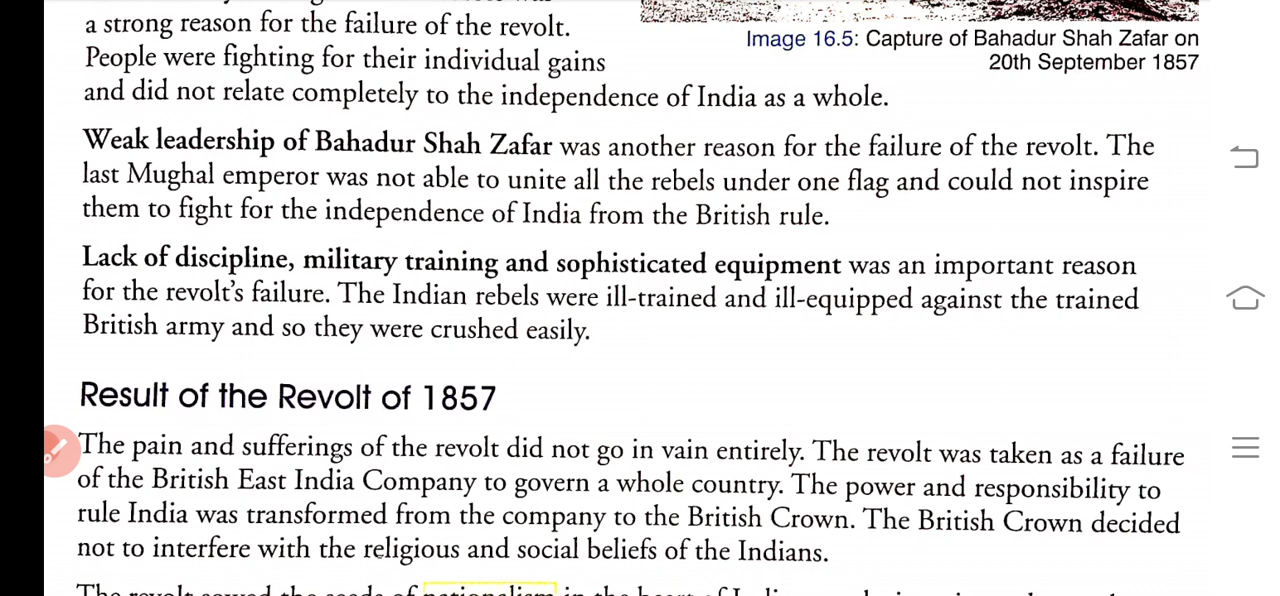 a strong reason for the failure of the revolt.
People were fighting for their individual gains
and did not relate completely to the independence of India as a whole.
Image 16.5: Capture of Bahadur Shah Zafar on
20th September 1857
Weak leadership of Bahadur Shah Zafar was another reason for the failure of the revolt. The
last Mughal emperor was not able to unite all the rebels under one flag and could not inspire
them to fight for the independence of India from the British rule.
Lack of discipline, military training and sophisticated equipment was an important reason
for the revolt's failure. The Indian rebels were ill-trained and ill-equipped against the trained
British army and so they were crushed easily.
Result of the Revolt of 1857
The pain and sufferings of the revolt did not go in vain entirely. The revolt was taken as a failure
of the British East India Company to govern a whole country. The power and responsibility to
rule India was transformed from the company to the British Crown. The British Crown decided
not to interfere with the religious and social beliefs of the Indians.
The revolt sowed the seeds of nationalism in the